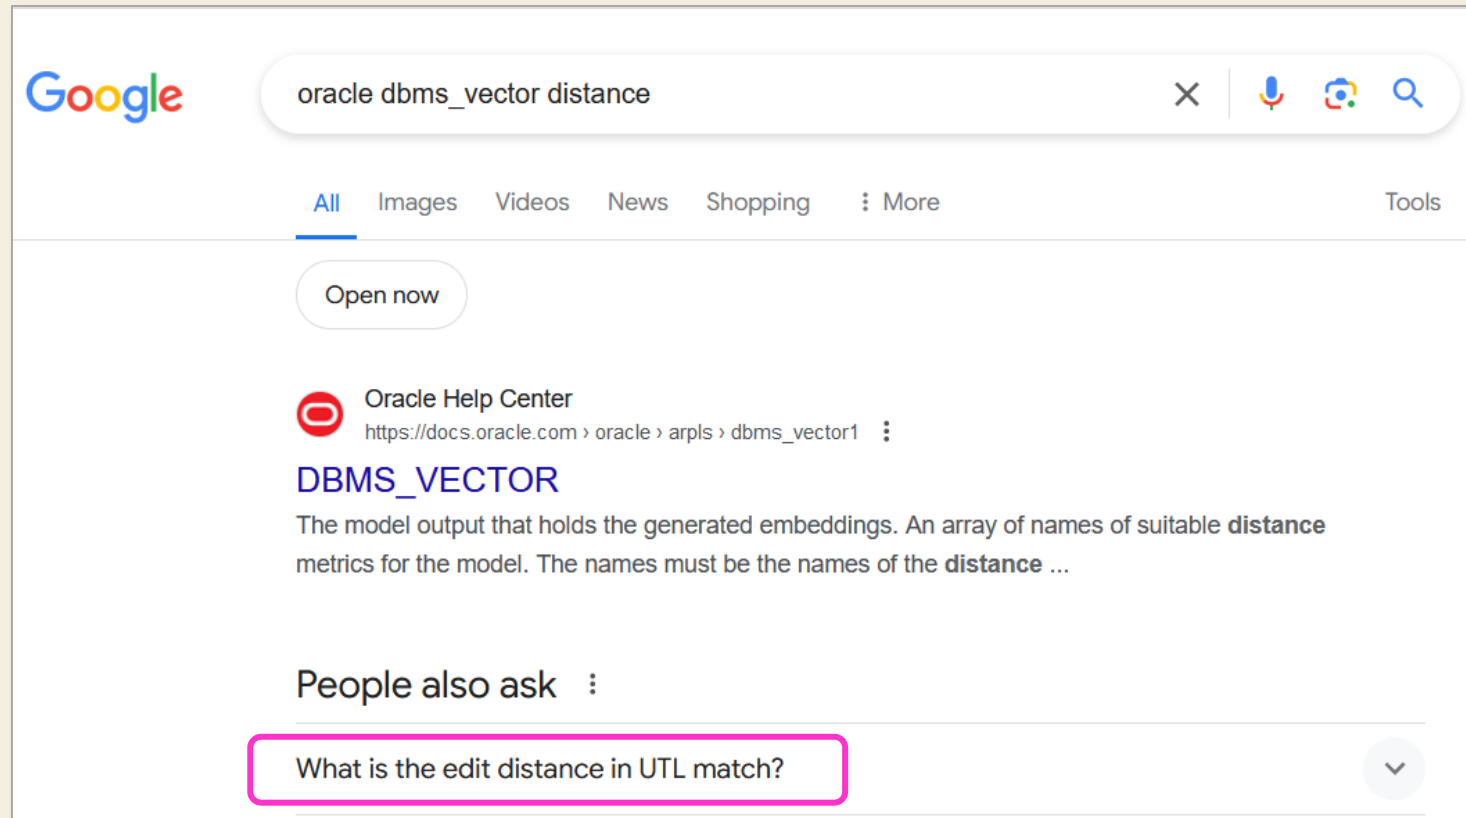 Google
oracle dbms_vector distance
All Images Videos News Shopping More Tools
Open now
Oracle Help Center
https://docs.oracle.com › oracle › arpls › dbms_vector1
DBMS_VECTOR
The model output that holds the generated embeddings. An array of names of suitable distance
metrics for the model. The names must be the names of the distance ...
People also ask
What is the edit distance in UTL match?